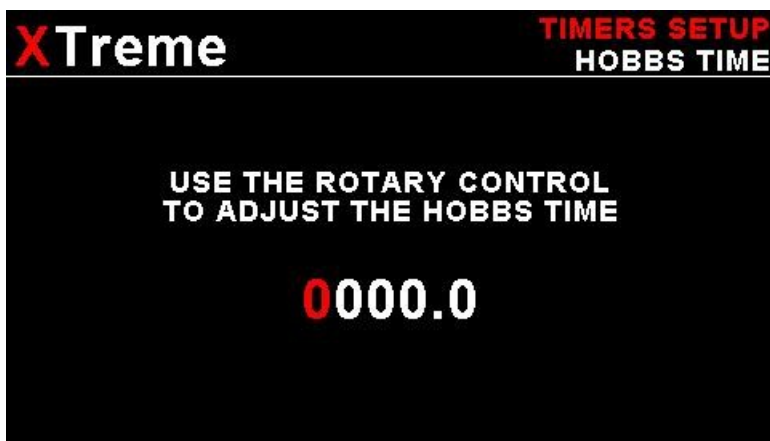 XTreme
TIMERS SETUP
HOBBS TIME
USE THE ROTARY CONTROL
TO ADJUST THE HOBBS TIME
0000.0